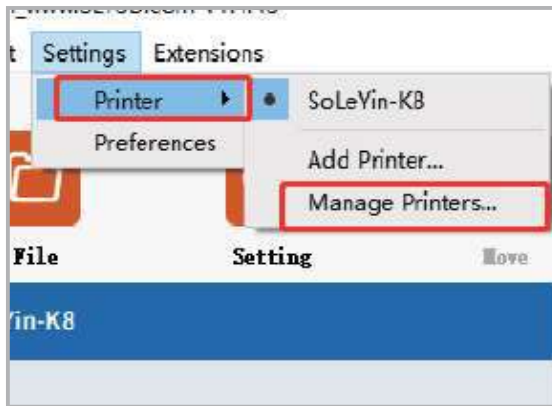 t Settings Extensions
Printer SoLeYin-K8
Preferences
Add Printer...
Manage Printers...
File Setting Move
in-K8